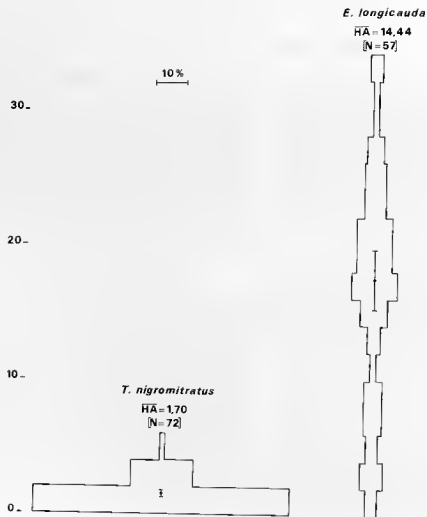 E. longicauda
HA = 14,44
[N = 57]
10%
30
20
10
T. nigromitratus
HA = 1,70
[N = 72]
0